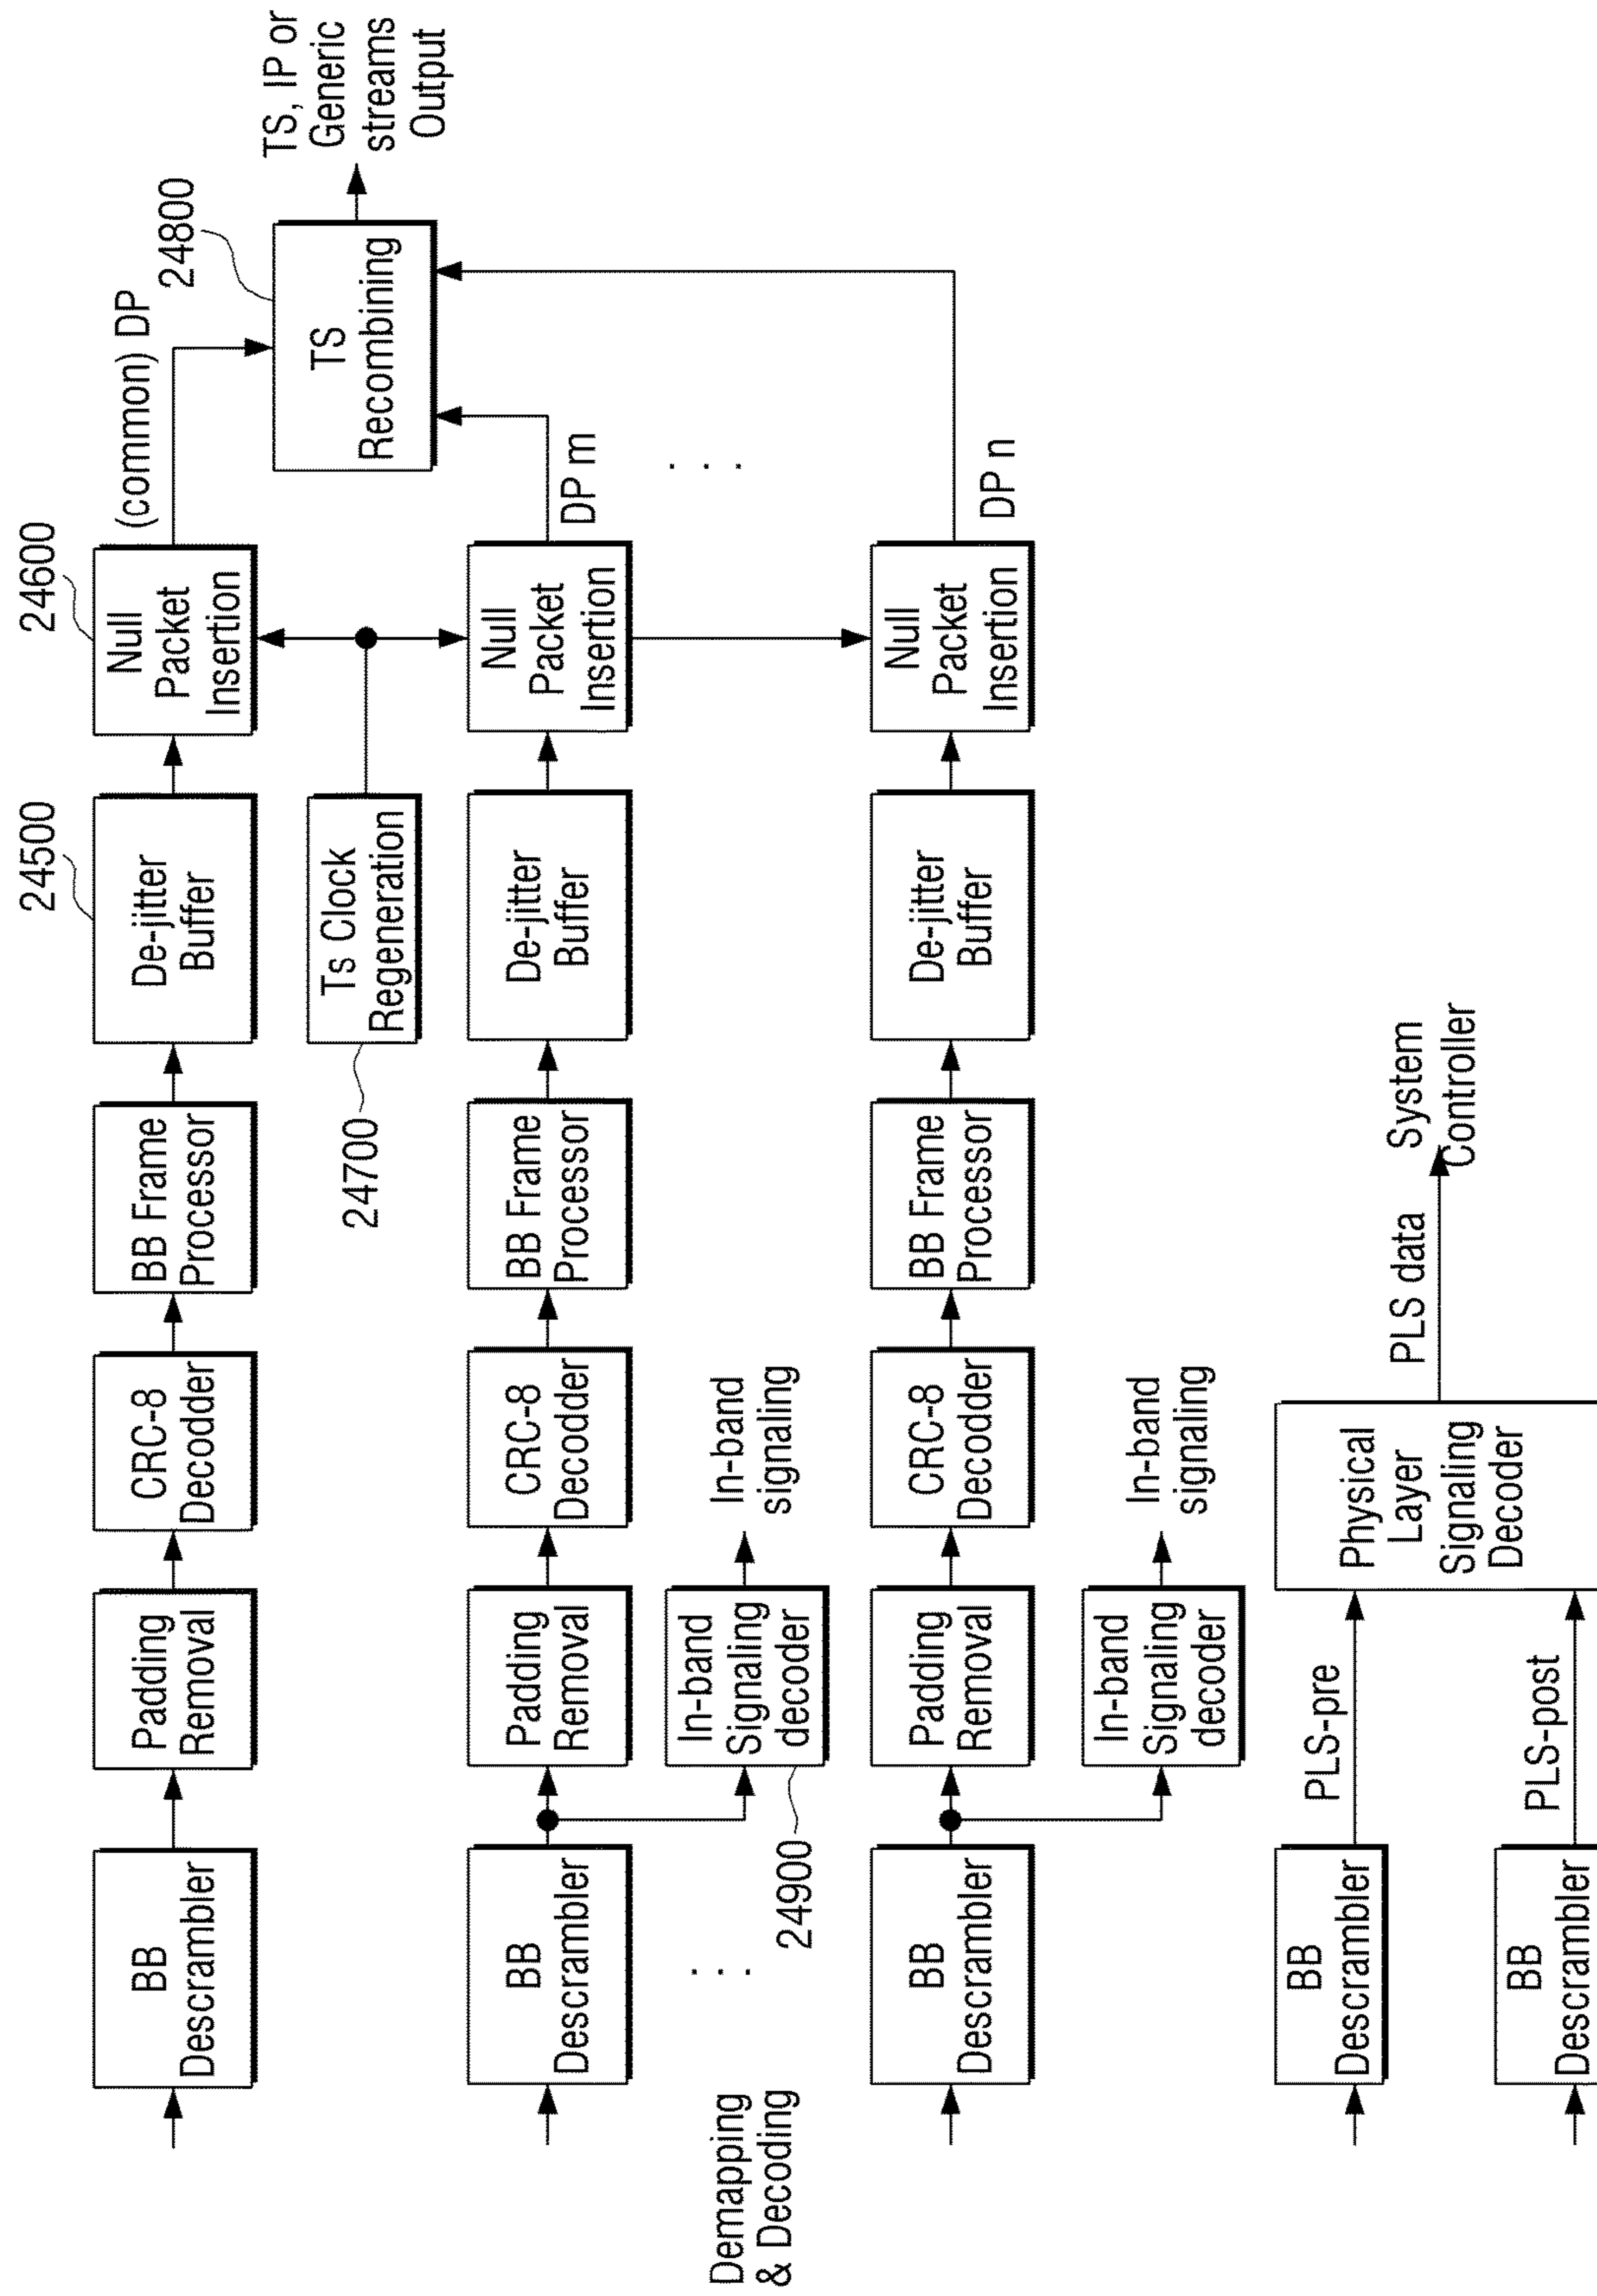 BB
Descrambler
Padding
Removal
CRC-8
Decodder
BB Frame
Processor
24500
De-jitter
Buffer
24600
Null
Packet
Insertion
(common) DP
24700
Ts Clock
Regeneration
24800
TS
Recombining
TS, IP or
Generic
streams
Output
Demapping
& Decoding
BB
Descrambler
Padding
Removal
CRC-8
Decodder
BB Frame
Processor
De-jitter
Buffer
Null
Packet
Insertion
DP m
24900
In-band
Signaling
decoder
In-band
signaling
. . .
. . .
BB
Descrambler
Padding
Removal
CRC-8
Decodder
BB Frame
Processor
De-jitter
Buffer
Null
Packet
Insertion
DP n
In-band
Signaling
decoder
In-band
signaling
BB
Descrambler
PLS-pre
Physical
Layer
Signaling
Decoder
PLS data
System
Controller
BB
Descrambler
PLS-post